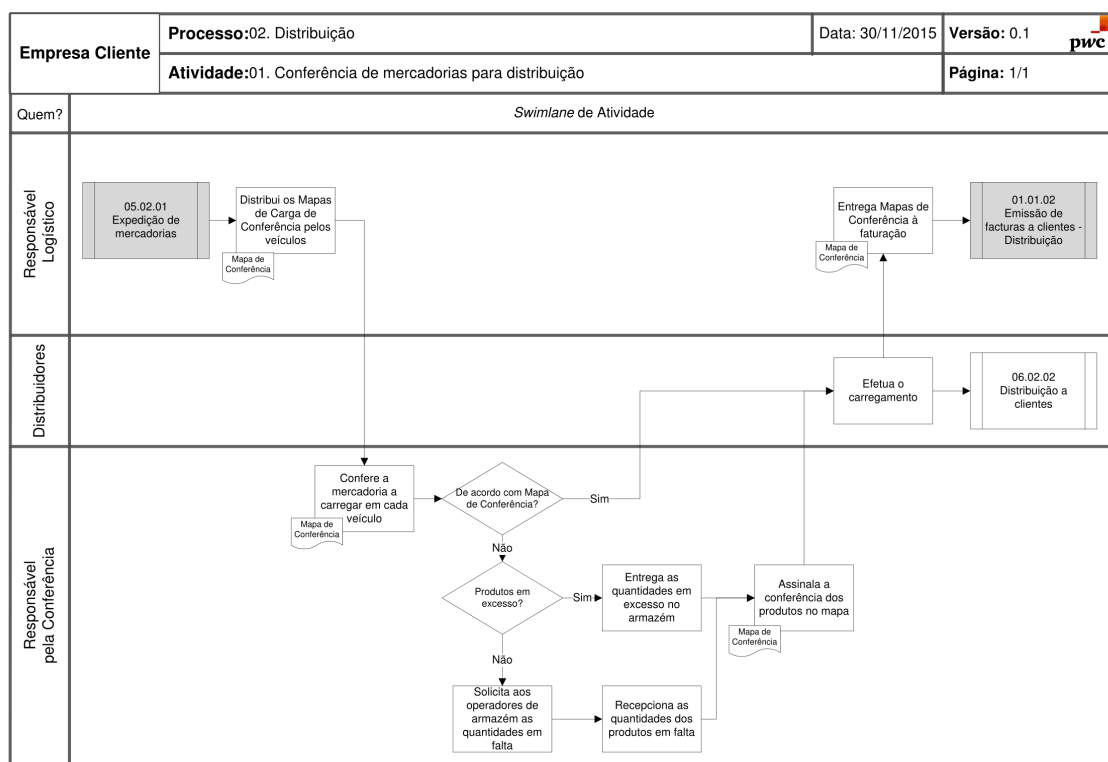 Empresa Cliente
Processo:02. Distribuição
Data: 30/11/2015
Versão: 0.1
pwc
Atividade:01. Conferência de mercadorias para distribuição
Página: 1/1
Quem?
Swimlane de Atividade
Responsável
Logístico
05.02.01
Expedição de
mercadorias
Distribui os Mapas
de Carga de
Conferência pelos
veículos
Mapa de
Conferência
Entrega Mapas de
Conferência à
faturação
Mapa de
Conferência
01.01.02
Emissão de
facturas a clientes -
Distribuição
Distribuidores
Efetua o
carregamento
06.02.02
Distribuição a
clientes
Responsável
pela Conferência
Confere a
mercadoria a
carregar em cada
veículo
Mapa de
Conferência
De acordo com Mapa
de Conferência?
Sim
Não
Produtos em
excesso?
Sim
Entrega as
quantidades em
excesso no
armazém
Assinala a
conferência dos
produtos no mapa
Mapa de
Conferência
Não
Solicita aos
operadores de
armazém as
quantidades em
falta
Recepciona as
quantidades dos
produtos em falta